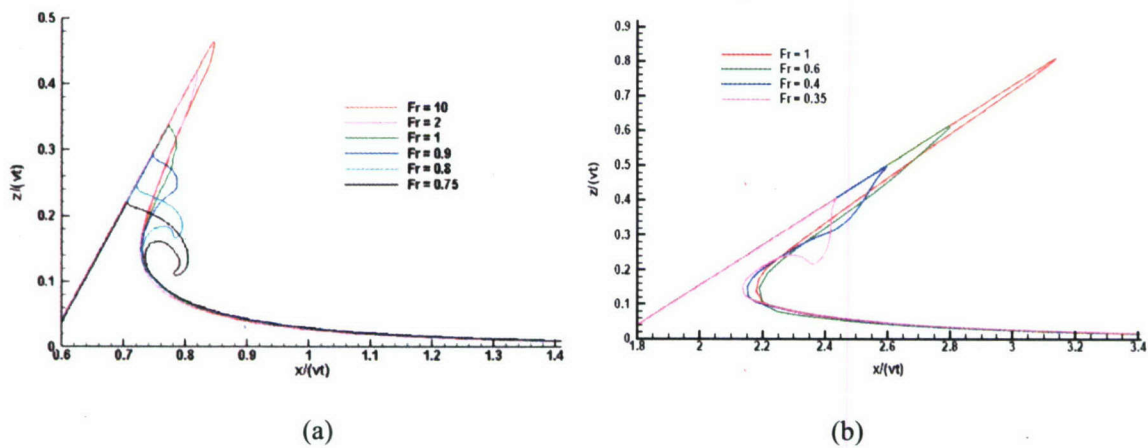 0.5
0.4
0.3
0.2
0.1
0
z/(vt)
Fr = 10
Fr = 2
Fr = 1
Fr = 0.9
Fr = 0.8
Fr = 0.75
0.6 0.7 0.8 0.9 1 1.1 1.2 1.3 1.4
x/(vt)
(a)
0.9
0.8
0.7
0.6
0.5
0.4
0.3
0.2
0.1
0
z/(vt)
Fr = 1
Fr = 0.6
Fr = 0.4
Fr = 0.35
1.8 2 2.2 2.4 2.6 2.8 3 3.2 3.4
x/(vt)
(b)